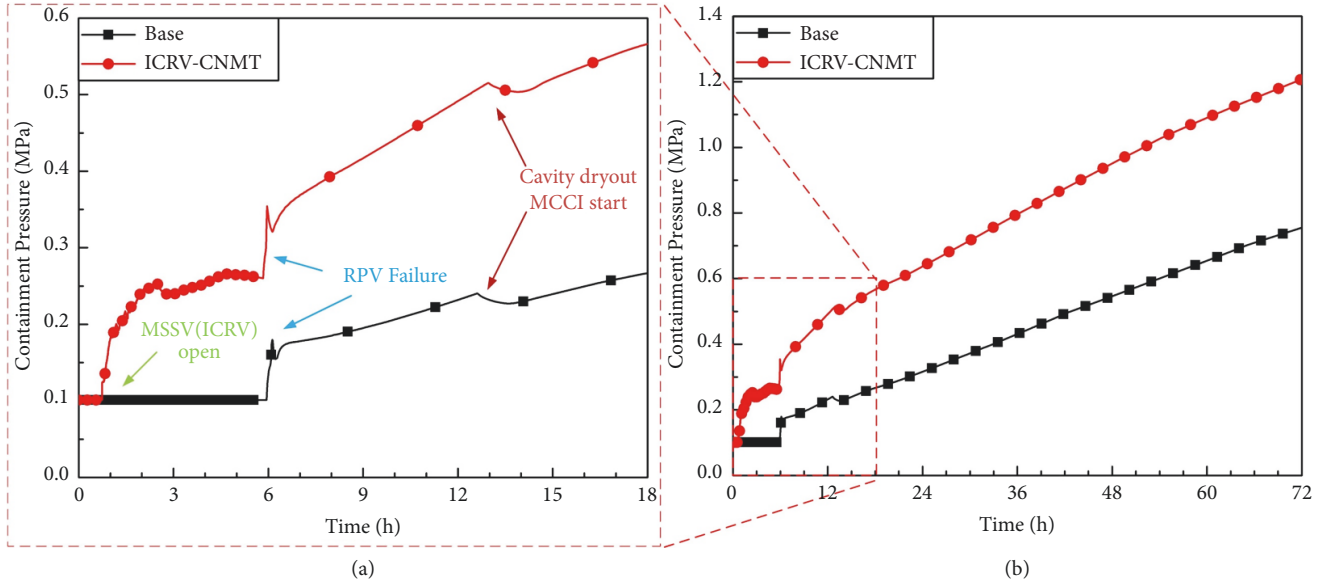 Base
ICRV-CNMT
Containment Pressure (MPa)
0.6
0.5
0.4
0.3
0.2
0.1
0.0
MSSV(ICRV)
open
RPV Failure
Cavity dryout
MCCI start
0 3 6 9 12 15 18
Time (h)
(a)
Base
ICRV-CNMT
Containment Pressure (MPa)
1.4
1.2
1.0
0.8
0.6
0.4
0.2
0.0
0 12 24 36 48 60 72
Time (h)
(b)